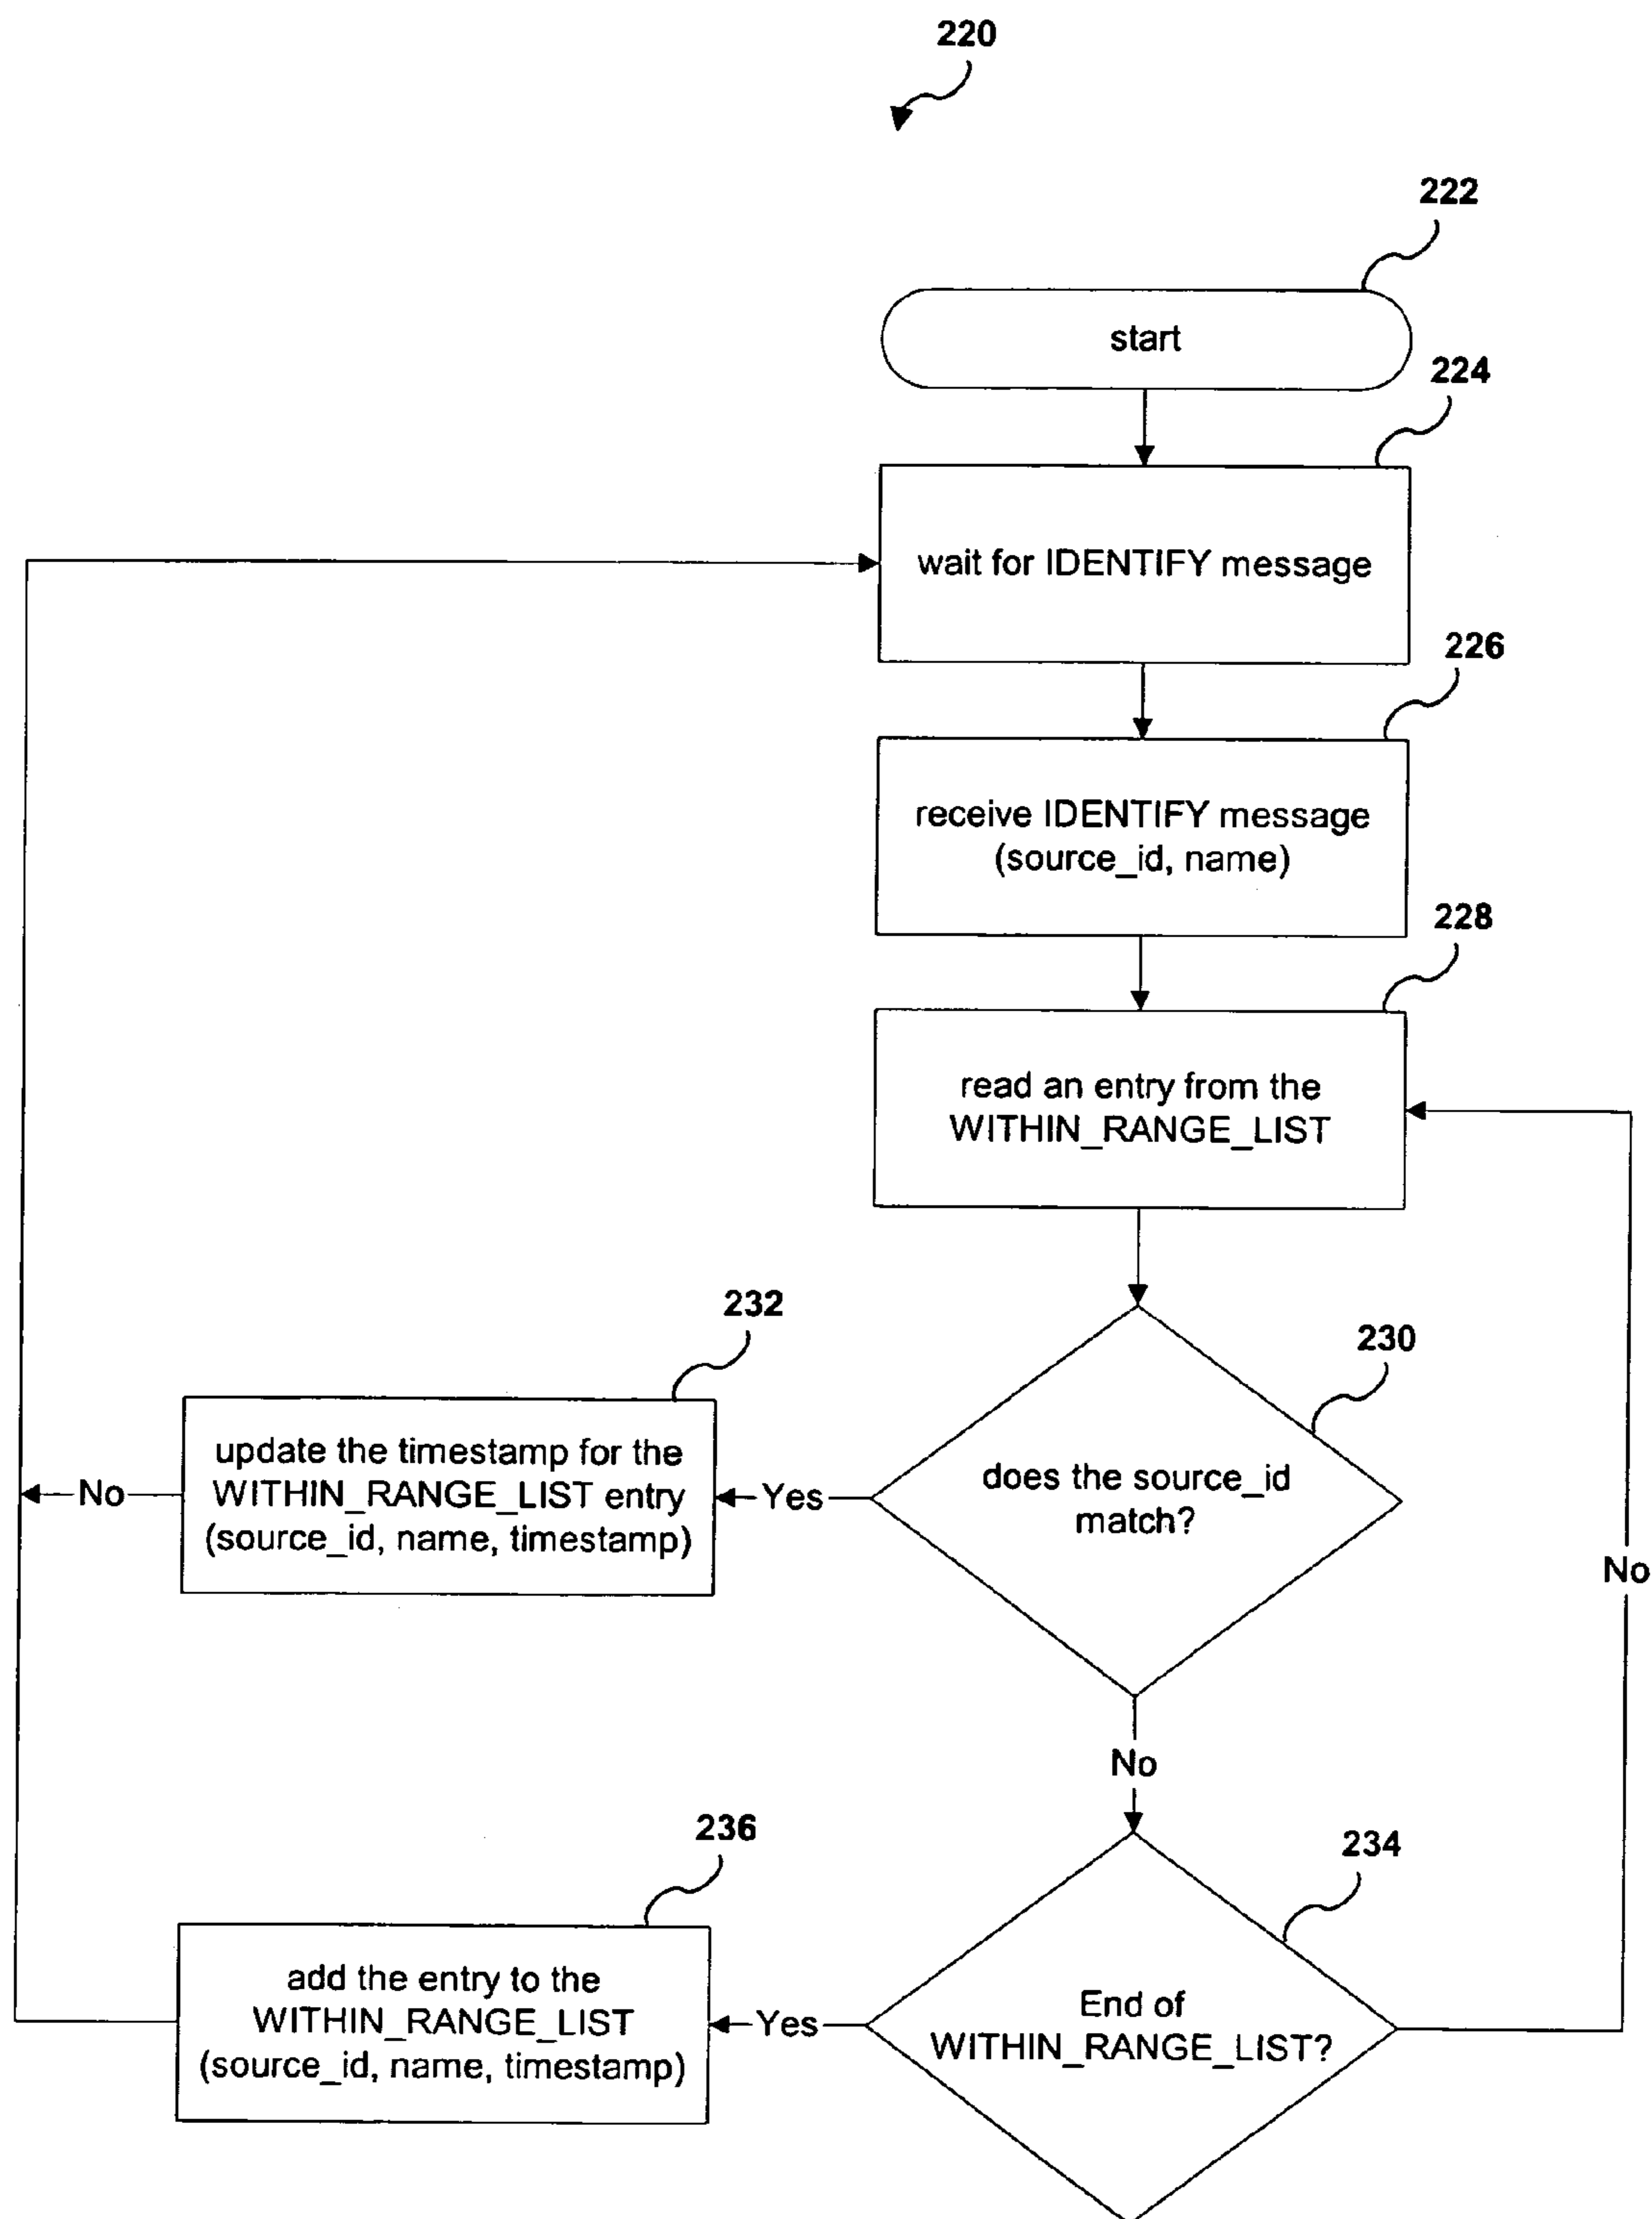 220
222
start
224
wait for IDENTIFY message
226
receive IDENTIFY message
(source_id, name)
228
read an entry from the
WITHIN_RANGE_LIST
232
230
update the timestamp for the
WITHIN_RANGE_LIST entry
(source_id, name, timestamp)
No
Yes
does the source_id
match?
No
No
236
234
add the entry to the
WITHIN_RANGE_LIST
(source_id, name, timestamp)
Yes
End of
WITHIN_RANGE_LIST?